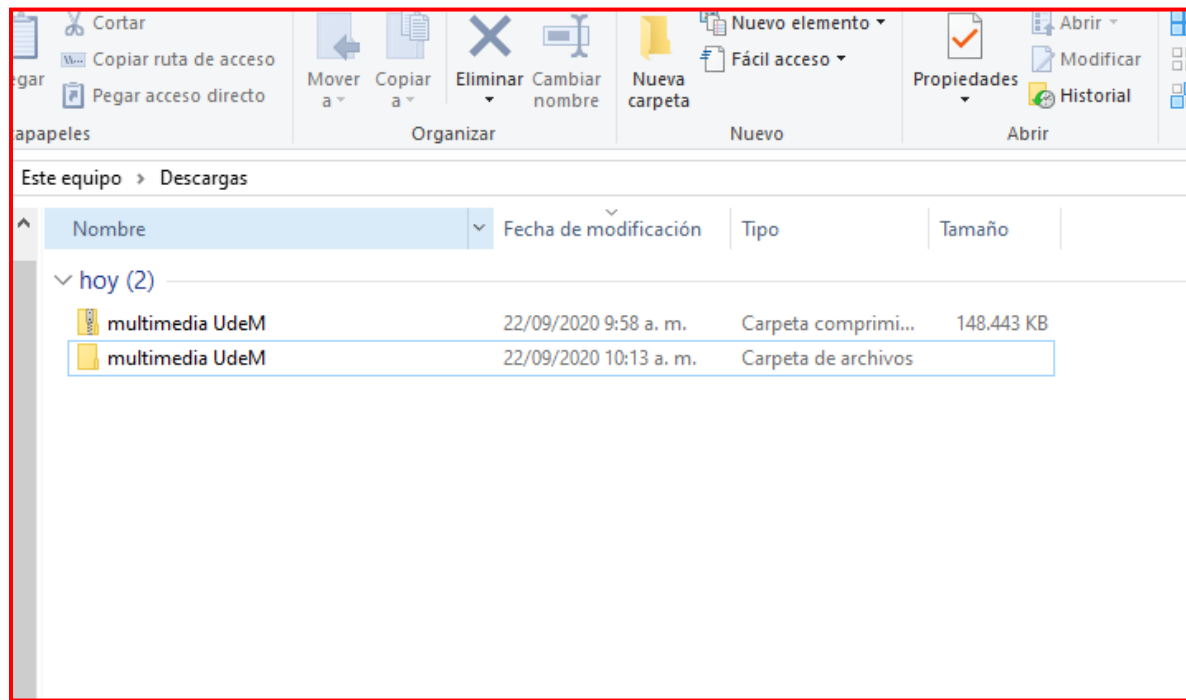 Cortar
Copiar ruta de acceso
Pegar acceso directo
egar
apapeles
Mover a
Copiar a
Eliminar
Cambiar nombre
Organizar
Nueva carpeta
Nuevo elemento
Fácil acceso
Nuevo
Propiedades
Abrir
Modificar
Historial
Abrir
Este equipo > Descargas
Nombre Fecha de modificación Tipo Tamaño
hoy (2)
multimedia UdeM 22/09/2020 9:58 a. m. Carpeta comprimi... 148.443 KB
multimedia UdeM 22/09/2020 10:13 a. m. Carpeta de archivos